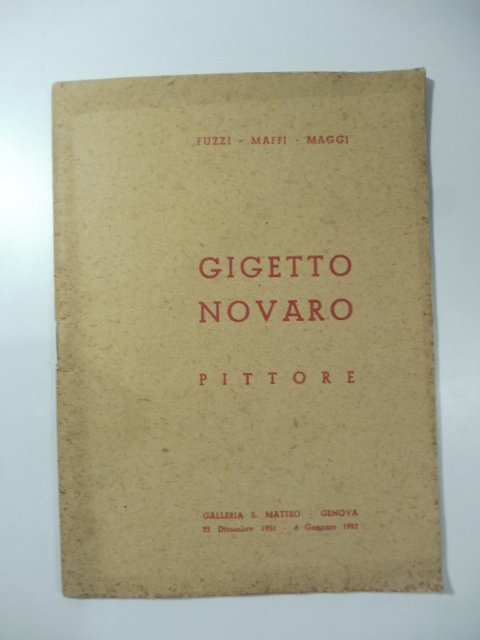 FUZZI - MAFFI - MAGGI
GIGETTO
NOVARO
PITTORE
GALLERIA S. MATTEO - GENOVA
22 Dicembre 1951 - 6 Gennaio 1952